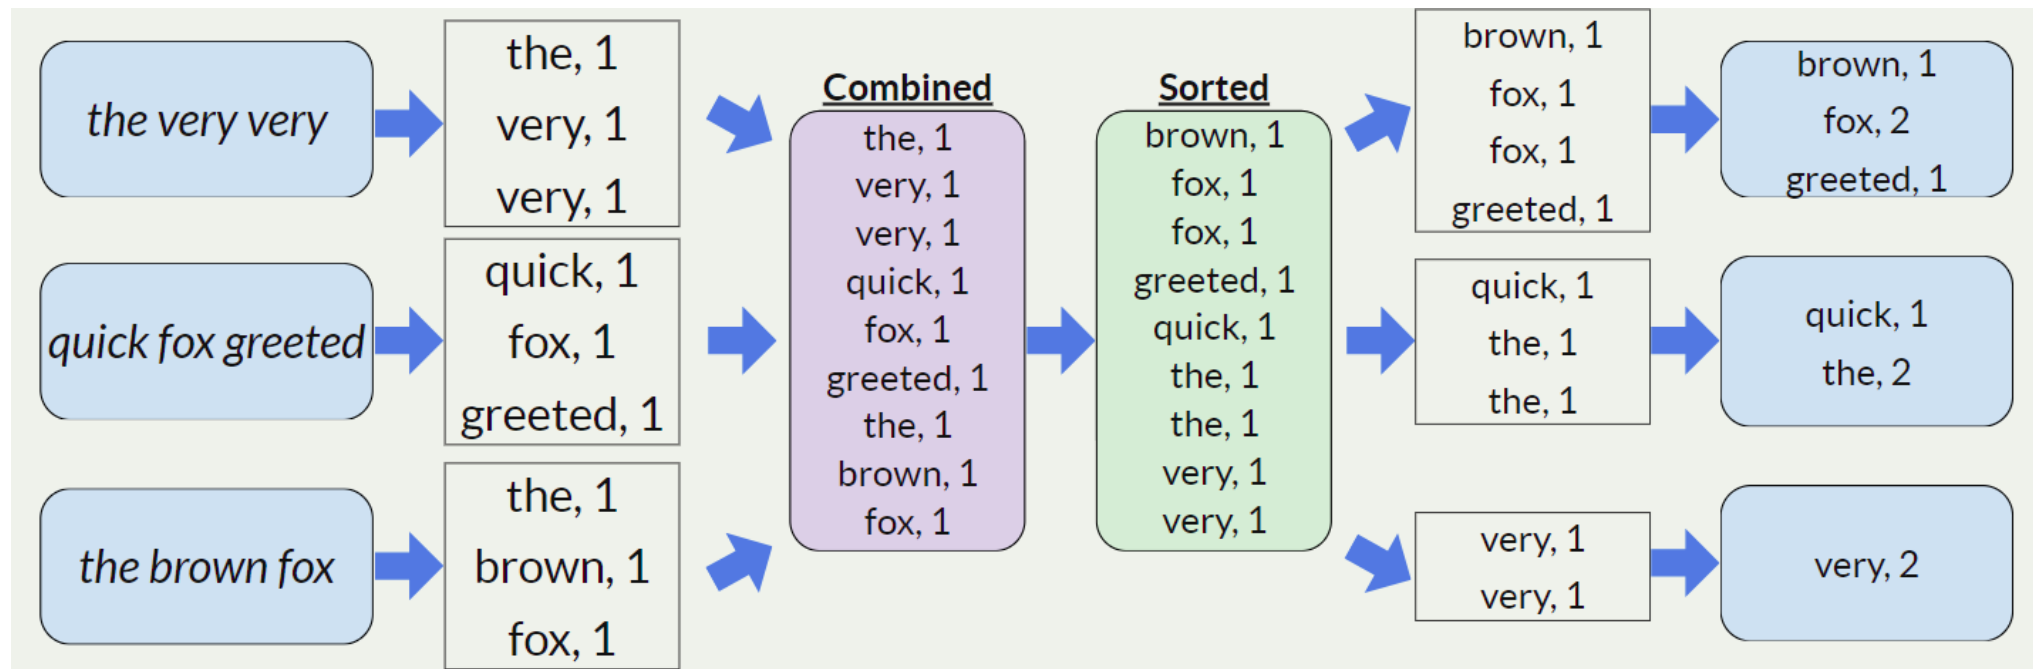 the very very
the, 1
very, 1
very, 1
quick fox greeted
quick, 1
fox, 1
greeted, 1
the brown fox
the, 1
brown, 1
fox, 1
Combined
the, 1
very, 1
very, 1
quick, 1
fox, 1
greeted, 1
the, 1
brown, 1
fox, 1
Sorted
brown, 1
fox, 1
fox, 1
greeted, 1
quick, 1
the, 1
the, 1
very, 1
very, 1
brown, 1
fox, 1
fox, 1
greeted, 1
brown, 1
fox, 2
greeted, 1
quick, 1
the, 1
the, 1
quick, 1
the, 2
very, 1
very, 1
very, 2